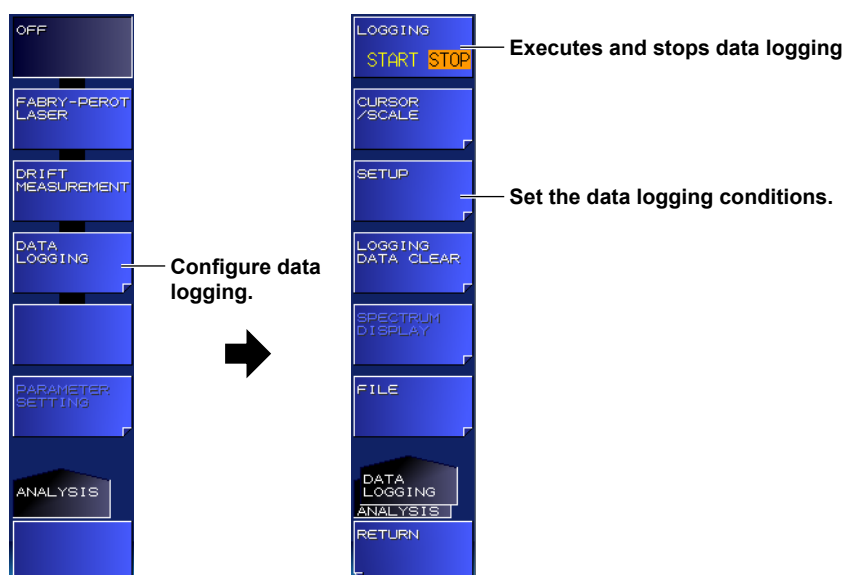 OFF
FABRY-PEROT
LASER
DRIFT
MEASUREMENT
DATA
LOGGING
Configure data
logging.
PARAMETER
SETTING
ANALYSIS
LOGGING
START STOP
Executes and stops data logging
CURSOR
/SCALE
SETUP
Set the data logging conditions.
LOGGING
DATA CLEAR
SPECTRUM
DISPLAY
FILE
DATA
LOGGING
ANALYSIS
RETURN